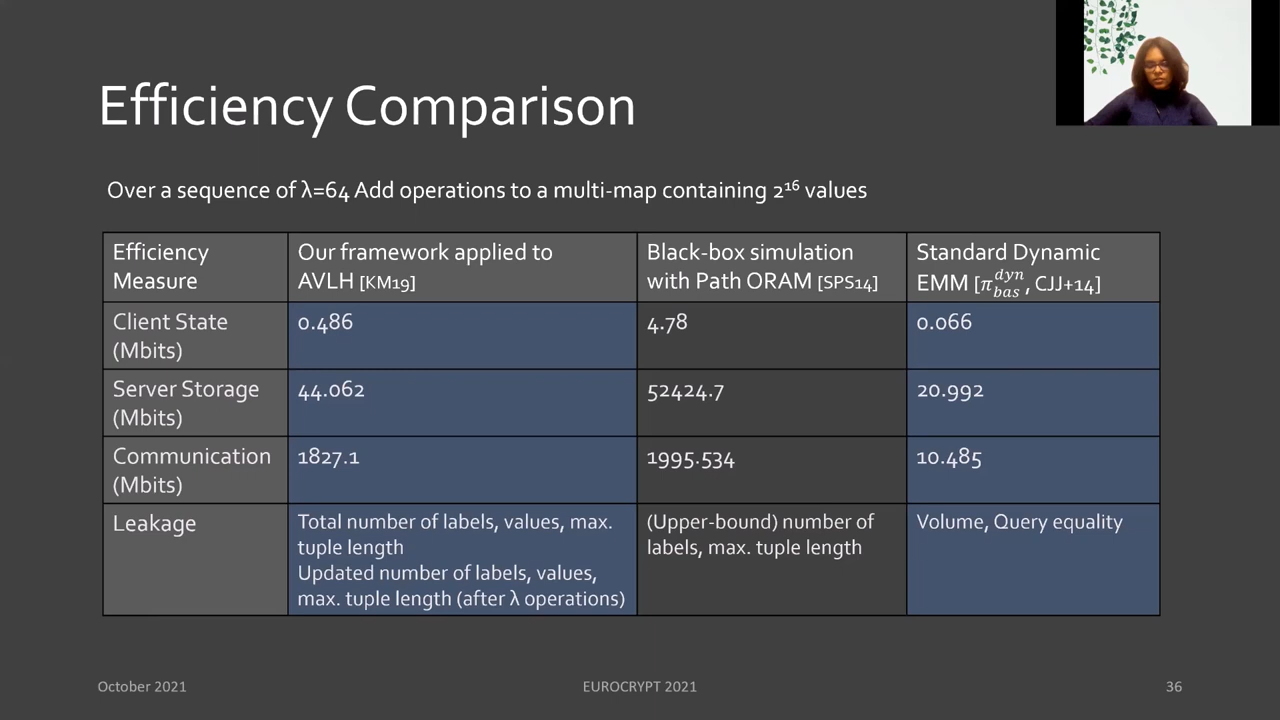 Efficiency Comparison
Over a sequence of λ=64 Add operations to a multi-map containing 2¹⁶ values
Efficiency Measure
Our framework applied to AVLH [KM19]
Black-box simulation with Path ORAM [SPS14]
Standard Dynamic EMM [π_bas^dyn, CJJ+14]
Client State (Mbits)
0.486
4.78
0.066
Server Storage (Mbits)
44.062
52424.7
20.992
Communication (Mbits)
1827.1
1995.534
10.485
Leakage
Total number of labels, values, max. tuple length
Updated number of labels, values, max. tuple length (after λ operations)
(Upper-bound) number of labels, max. tuple length
Volume, Query equality
October 2021
EUROCRYPT 2021
36